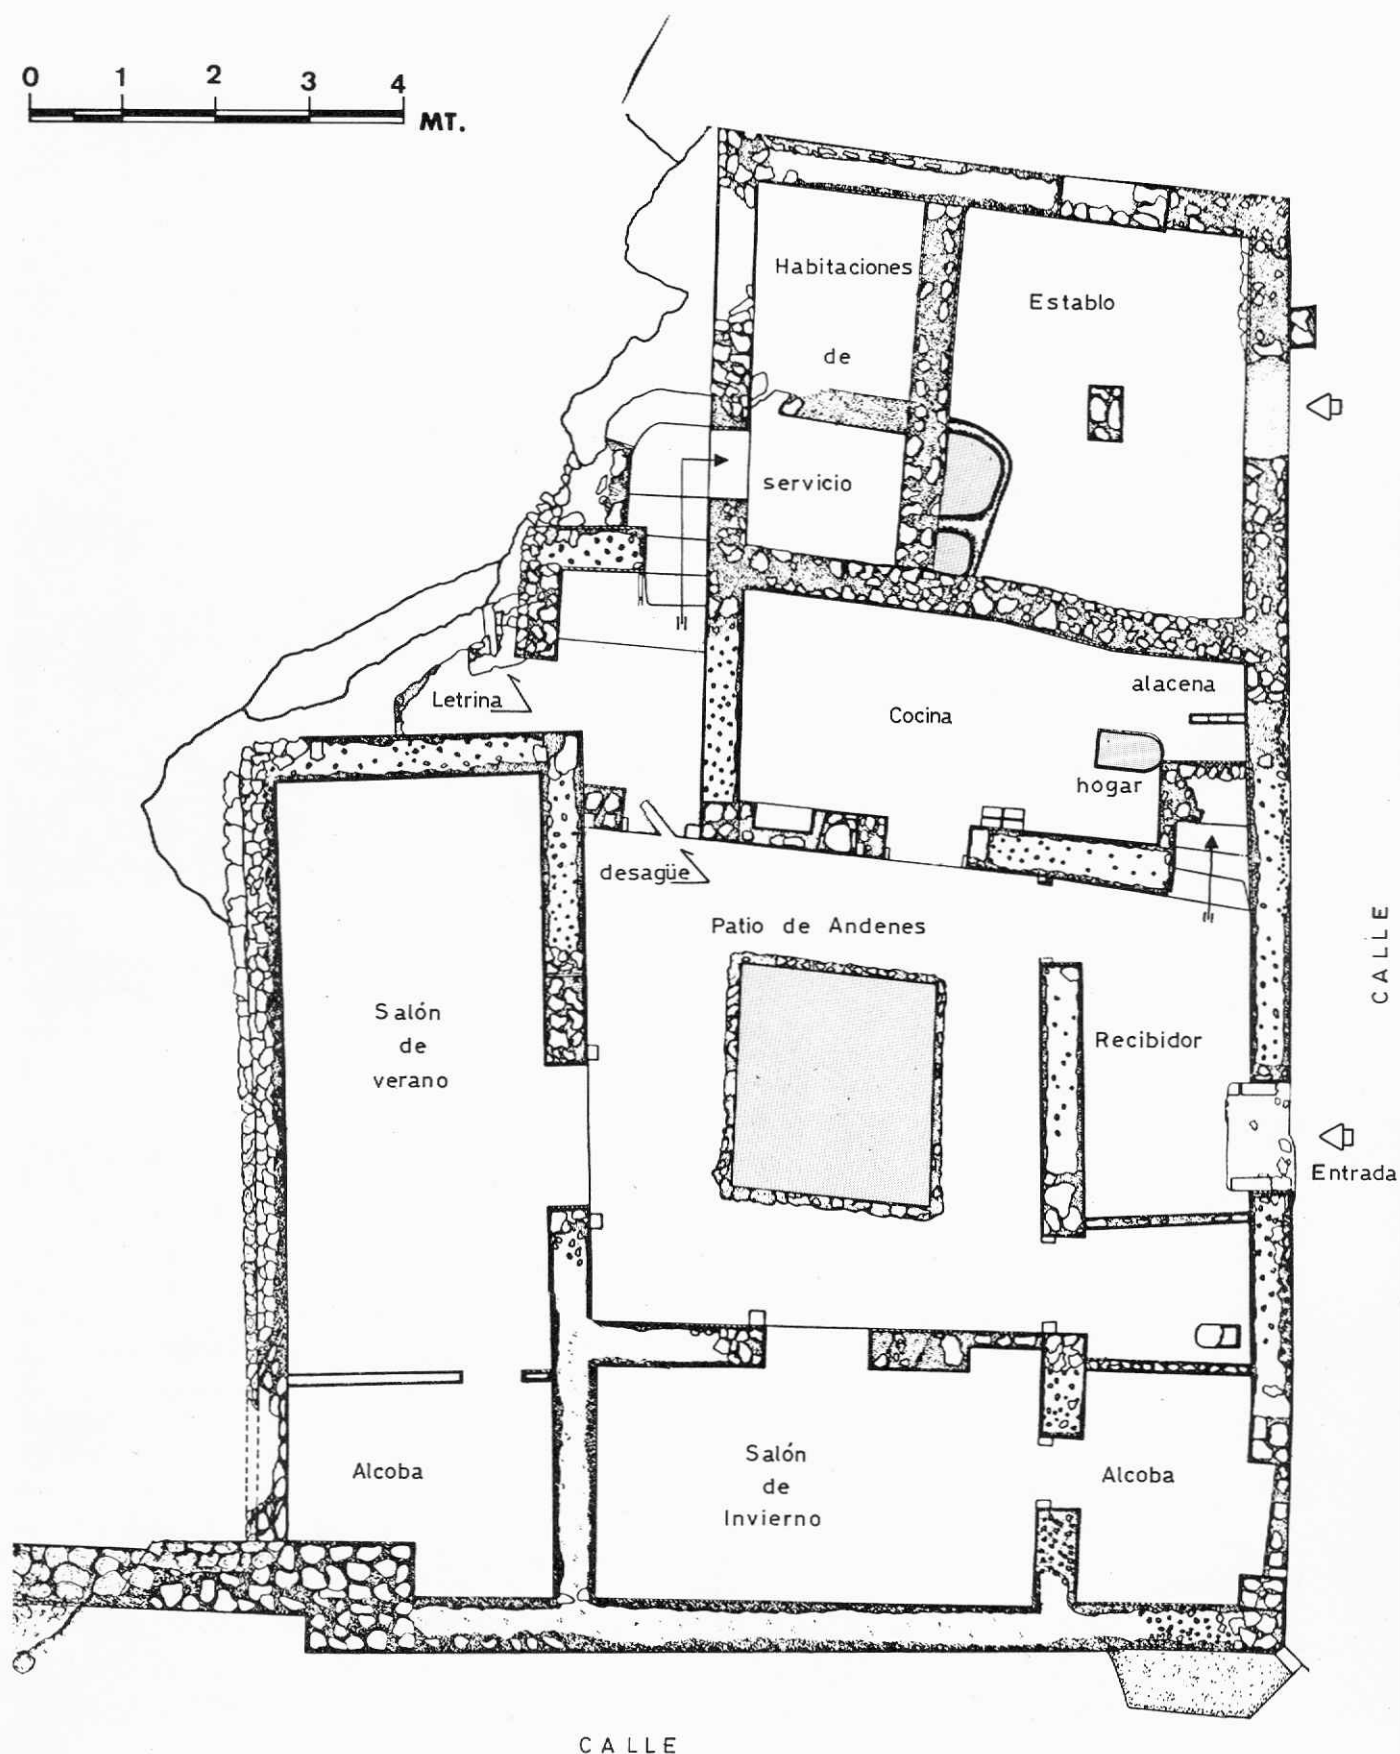 0 1 2 3 4
MT.
Habitaciones
de
servicio
Establo
Letrina
Cocina
alacena
hogar
desagüe
Patio de Andenes
Salón
de
verano
Recibidor
CALLE
Entrada
Alcoba
Salón
de
Invierno
Alcoba
CALLE